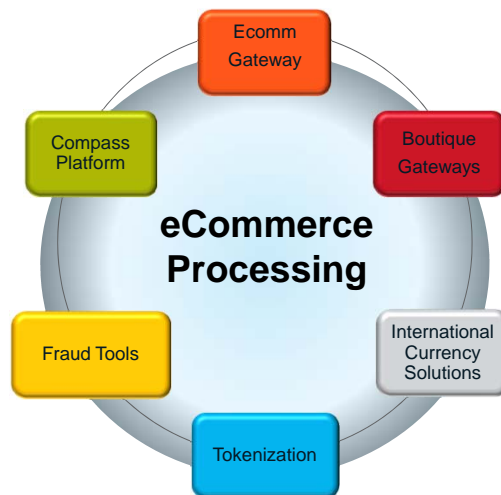 Ecomm
Gateway
Compass
Platform
Boutique
Gateways
eCommerce
Processing
Fraud Tools
International
Currency
Solutions
Tokenization